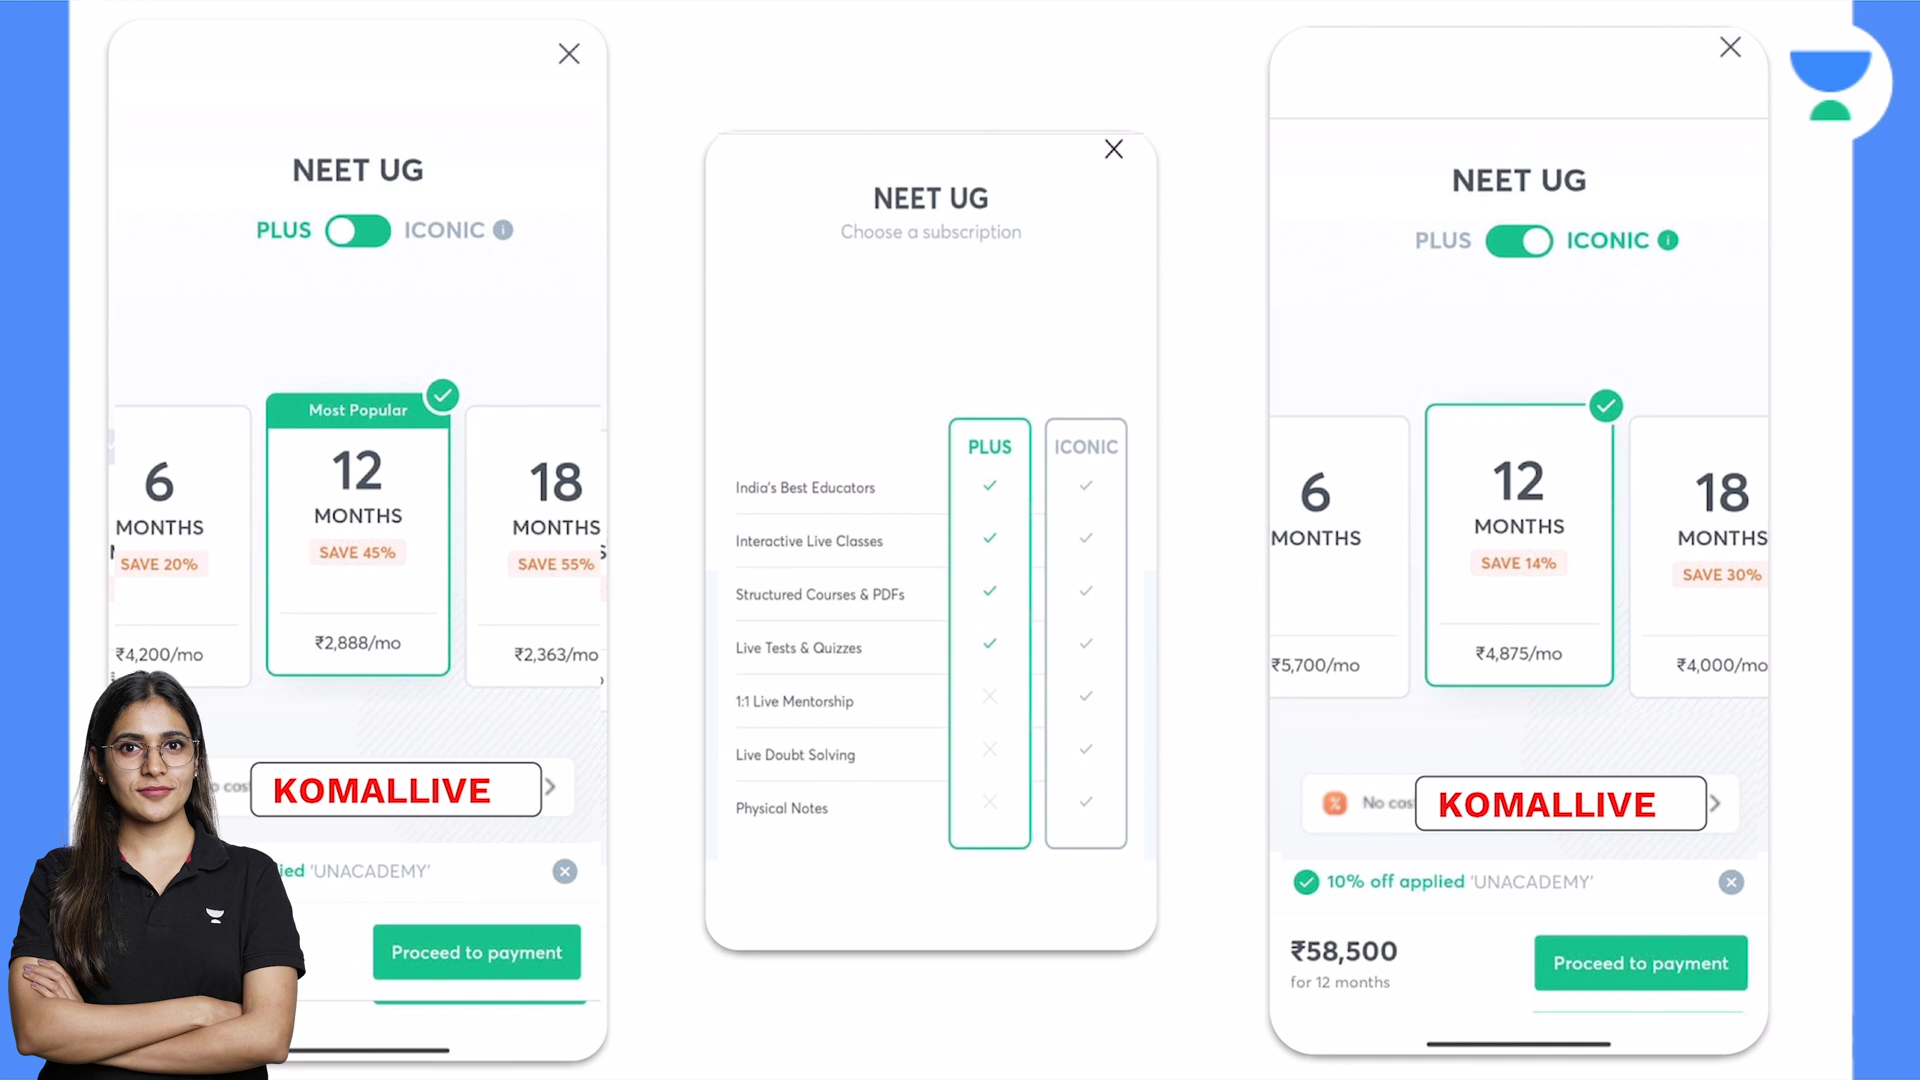 NEET UG
PLUS ICONIC
Most Popular
6
MONTHS
SAVE 20%
₹4,200/mo
12
MONTHS
SAVE 45%
₹2,888/mo
18
MONTHS
SAVE 55%
₹2,363/mo
KOMALLIVE
'UNACADEMY'
Proceed to payment
NEET UG
Choose a subscription
PLUS ICONIC
India's Best Educators
Interactive Live Classes
Structured Courses & PDFs
Live Tests & Quizzes
1:1 Live Mentorship
Live Doubt Solving
Physical Notes
NEET UG
PLUS ICONIC
6
MONTHS
₹5,700/mo
12
MONTHS
SAVE 14%
₹4,875/mo
18
MONTHS
SAVE 30%
₹4,000/mo
No cos KOMALLIVE
10% off applied 'UNACADEMY'
₹58,500
for 12 months
Proceed to payment